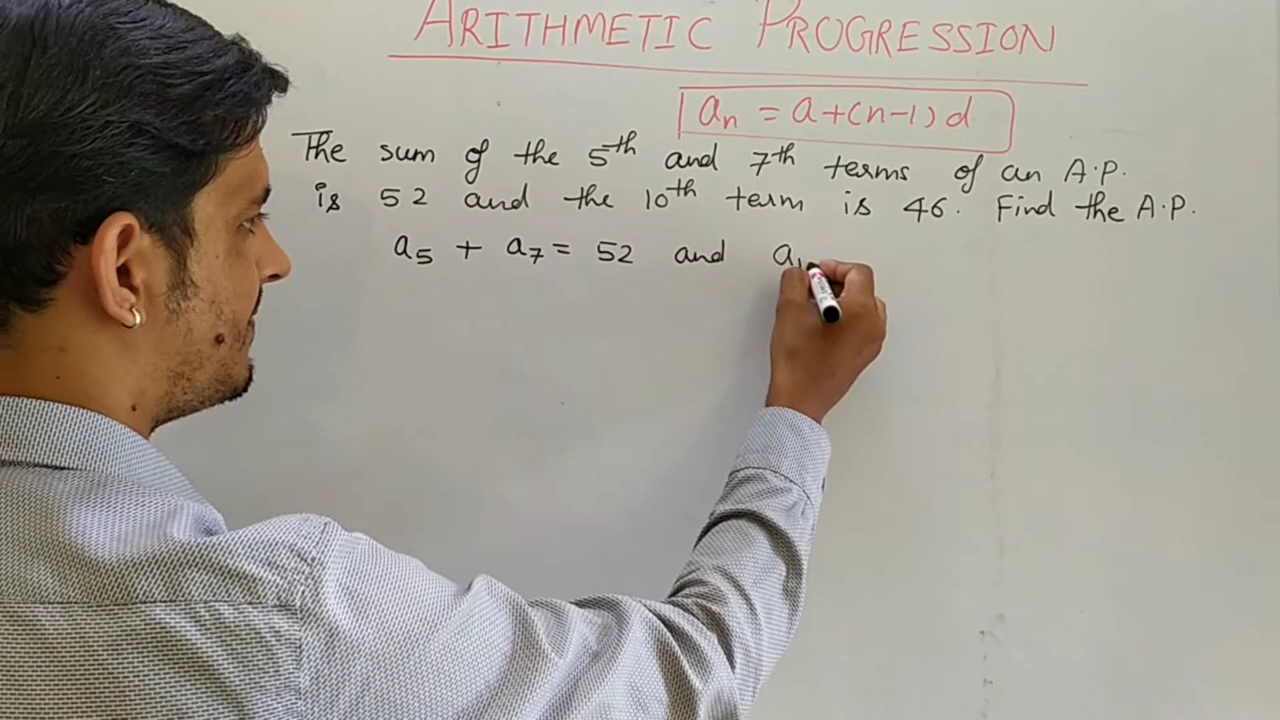 ARITHMETIC PROGRESSION
an = a+(n-1)d
The sum of the 5th and 7th terms of an A.P.
is 52 and the 10th term is 46. Find the A.P.
a5 + a7 = 52 and a1